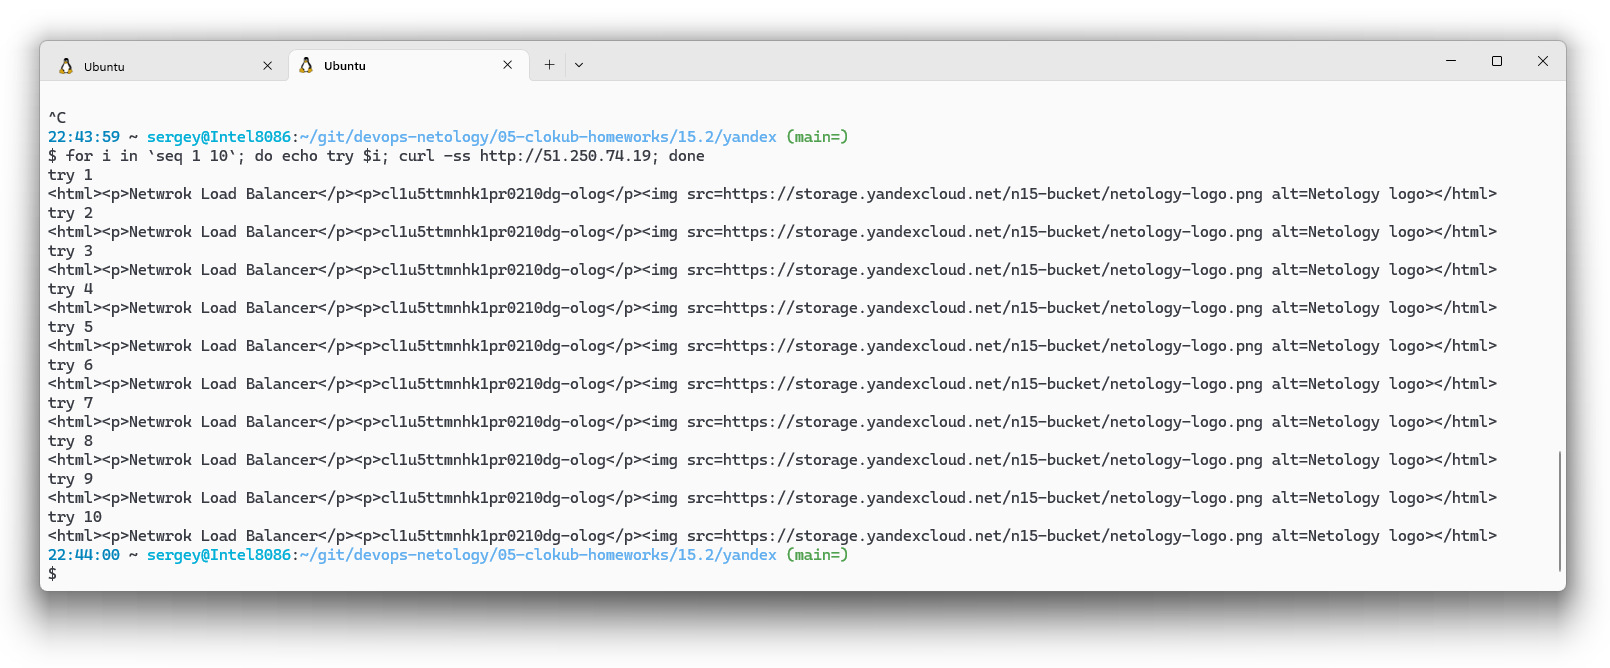 Ubuntu
Ubuntu
^C
22:43:59 ~ sergey@Intel8086:~/git/devops-netology/05-clokub-homeworks/15.2/yandex (main=)
$ for i in `seq 1 10`; do echo try $i; curl -ss http://51.250.74.19; done
try 1
<html><p>Netwrok Load Balancer</p><p>cl1u5ttmnhk1pr0210dg-olog</p><img src=https://storage.yandexcloud.net/n15-bucket/netology-logo.png alt=Netology logo></html>
try 2
<html><p>Netwrok Load Balancer</p><p>cl1u5ttmnhk1pr0210dg-olog</p><img src=https://storage.yandexcloud.net/n15-bucket/netology-logo.png alt=Netology logo></html>
try 3
<html><p>Netwrok Load Balancer</p><p>cl1u5ttmnhk1pr0210dg-olog</p><img src=https://storage.yandexcloud.net/n15-bucket/netology-logo.png alt=Netology logo></html>
try 4
<html><p>Netwrok Load Balancer</p><p>cl1u5ttmnhk1pr0210dg-olog</p><img src=https://storage.yandexcloud.net/n15-bucket/netology-logo.png alt=Netology logo></html>
try 5
<html><p>Netwrok Load Balancer</p><p>cl1u5ttmnhk1pr0210dg-olog</p><img src=https://storage.yandexcloud.net/n15-bucket/netology-logo.png alt=Netology logo></html>
try 6
<html><p>Netwrok Load Balancer</p><p>cl1u5ttmnhk1pr0210dg-olog</p><img src=https://storage.yandexcloud.net/n15-bucket/netology-logo.png alt=Netology logo></html>
try 7
<html><p>Netwrok Load Balancer</p><p>cl1u5ttmnhk1pr0210dg-olog</p><img src=https://storage.yandexcloud.net/n15-bucket/netology-logo.png alt=Netology logo></html>
try 8
<html><p>Netwrok Load Balancer</p><p>cl1u5ttmnhk1pr0210dg-olog</p><img src=https://storage.yandexcloud.net/n15-bucket/netology-logo.png alt=Netology logo></html>
try 9
<html><p>Netwrok Load Balancer</p><p>cl1u5ttmnhk1pr0210dg-olog</p><img src=https://storage.yandexcloud.net/n15-bucket/netology-logo.png alt=Netology logo></html>
try 10
<html><p>Netwrok Load Balancer</p><p>cl1u5ttmnhk1pr0210dg-olog</p><img src=https://storage.yandexcloud.net/n15-bucket/netology-logo.png alt=Netology logo></html>
22:44:00 ~ sergey@Intel8086:~/git/devops-netology/05-clokub-homeworks/15.2/yandex (main=)
$